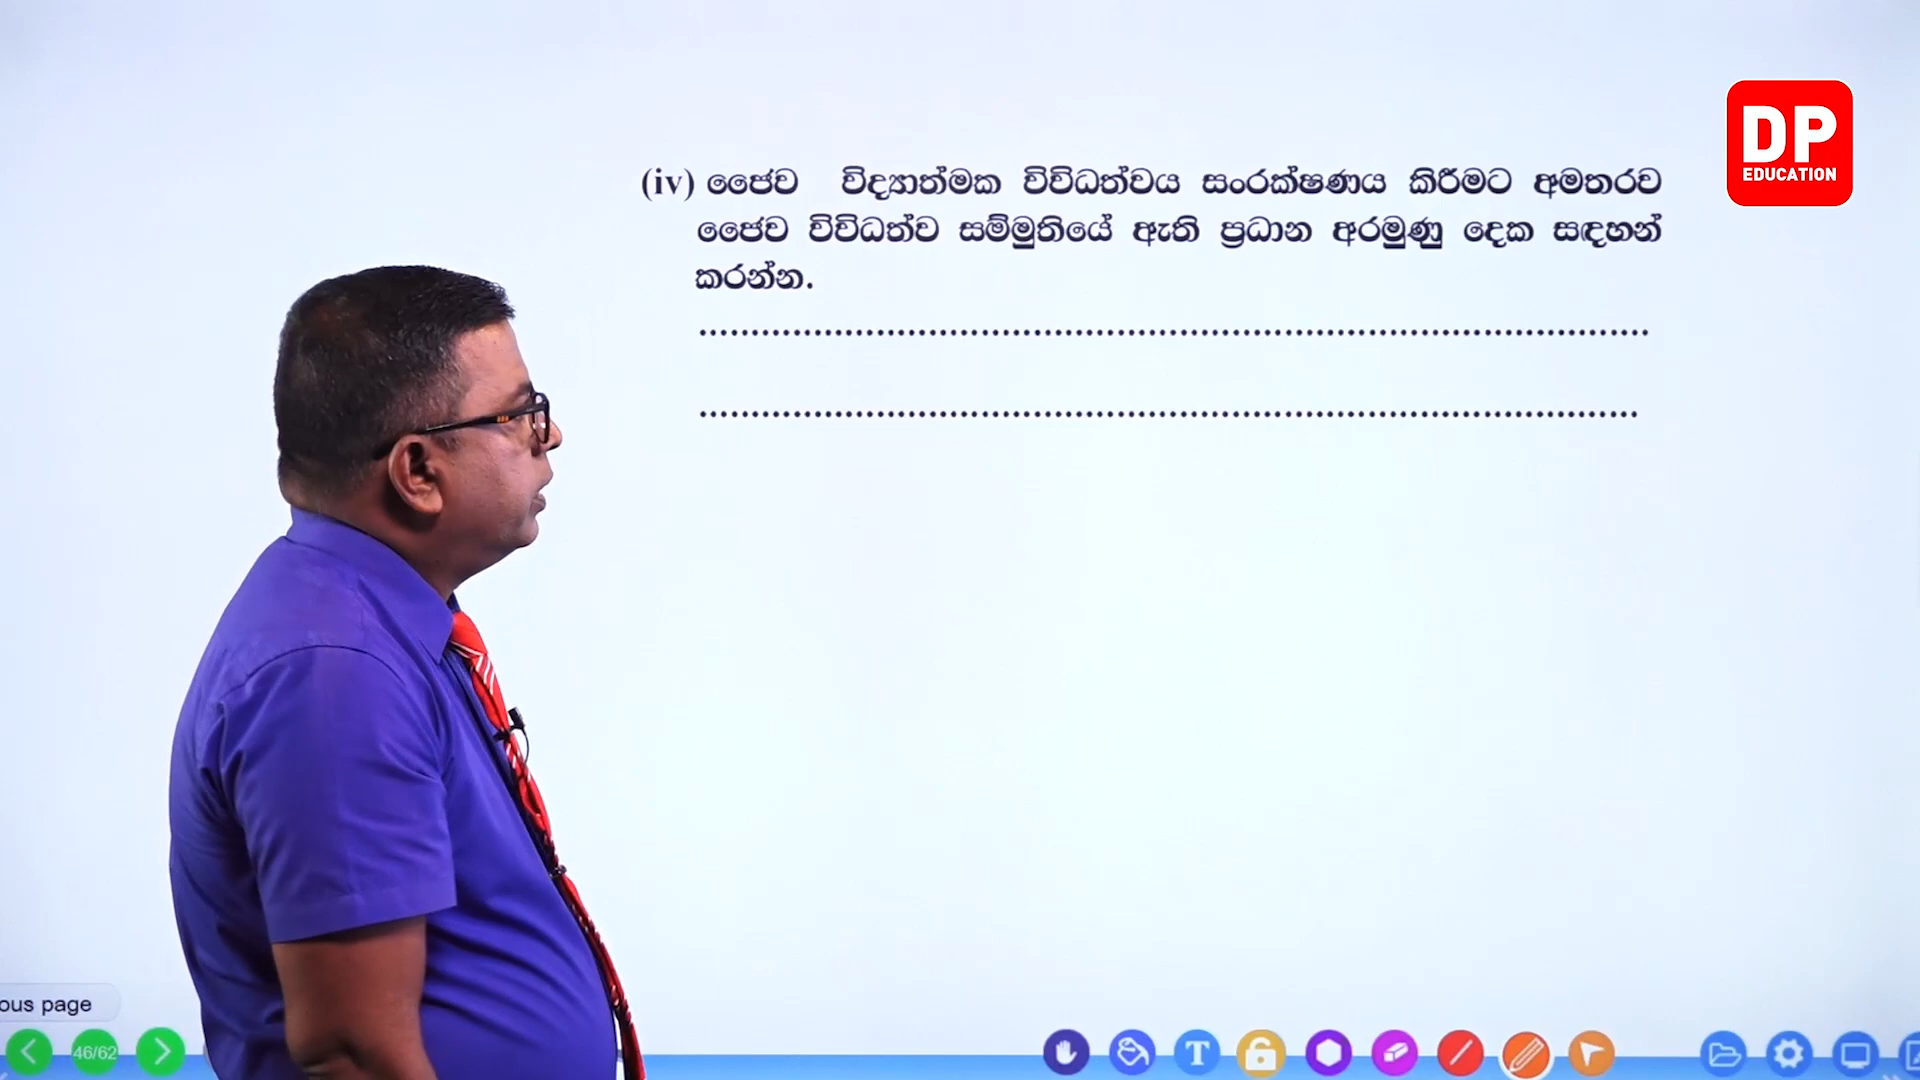 DP
EDUCATION
(iv) ජෛව විද්‍යාත්මක විවිධත්වය සංරක්ෂණය කිරීමට අමතරව
ජෛව විවිධත්ව සම්මුතියේ ඇති ප්‍රධාන අරමුණු දෙක සඳහන්
කරන්න.
................................................................................
................................................................................
ous page
46/62
T